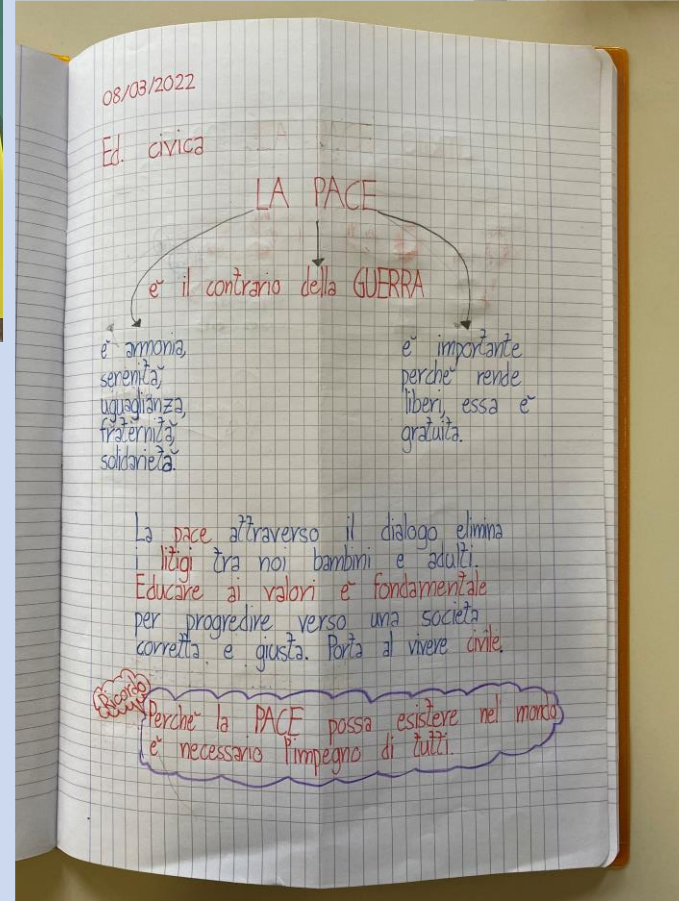 08/03/2022
Ed. civica
LA PACE
è il contrario della GUERRA
è armonia,
serenità,
uguaglianza,
fraternità,
solidarietà.
è importante
perchè rende
liberi, essa è
gratuita.
La pace attraverso il dialogo elimina
i litigi tra noi bambini e adulti.
Educare ai valori è fondamentale
per progredire verso una società
corretta e giusta. Porta al vivere civile.
Ricordo
Perchè la PACE possa esistere nel mondo
è necessario l'impegno di tutti.